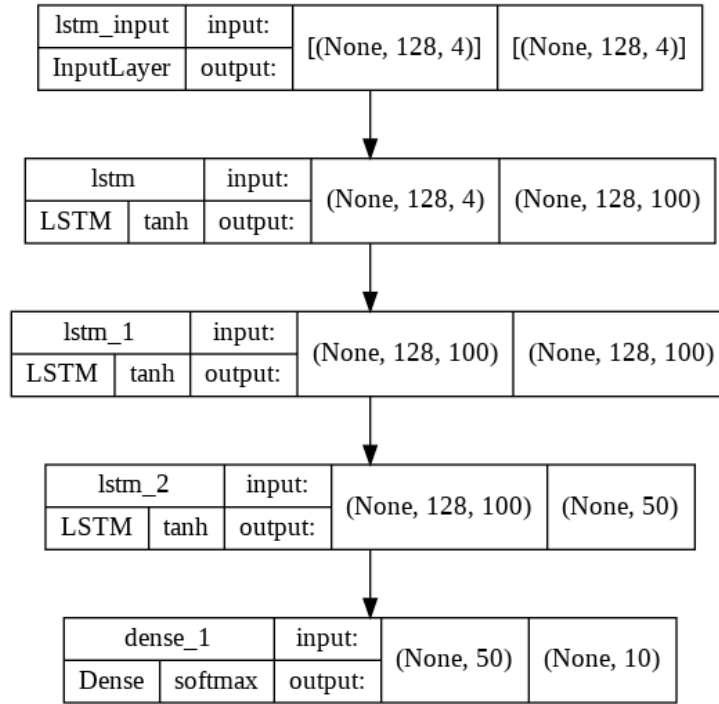 lstm_input input: [(None, 128, 4)] [(None, 128, 4)]
InputLayer output:
lstm input: (None, 128, 4) (None, 128, 100)
LSTM tanh output:
lstm_1 input: (None, 128, 100) (None, 128, 100)
LSTM tanh output:
lstm_2 input: (None, 128, 100) (None, 50)
LSTM tanh output:
dense_1 input: (None, 50) (None, 10)
Dense softmax output: